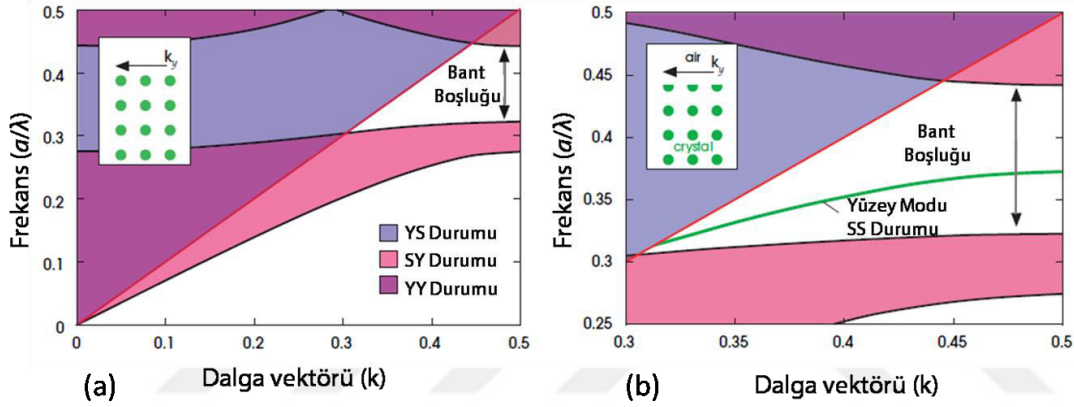 Frekans (a/λ)
0.5
0.4
0.3
0.2
0.1
0
0
0.1
0.2
0.3
0.4
0.5
ky
Bant
Boşluğu
YS Durumu
SY Durumu
YY Durumu
(a)
Dalga vektörü (k)
Frekans (a/λ)
0.5
0.45
0.4
0.35
0.3
0.25
0.3
0.35
0.4
0.45
0.5
air
ky
crystal
Bant
Boşluğu
Yüzey Modu
SS Durumu
(b)
Dalga vektörü (k)